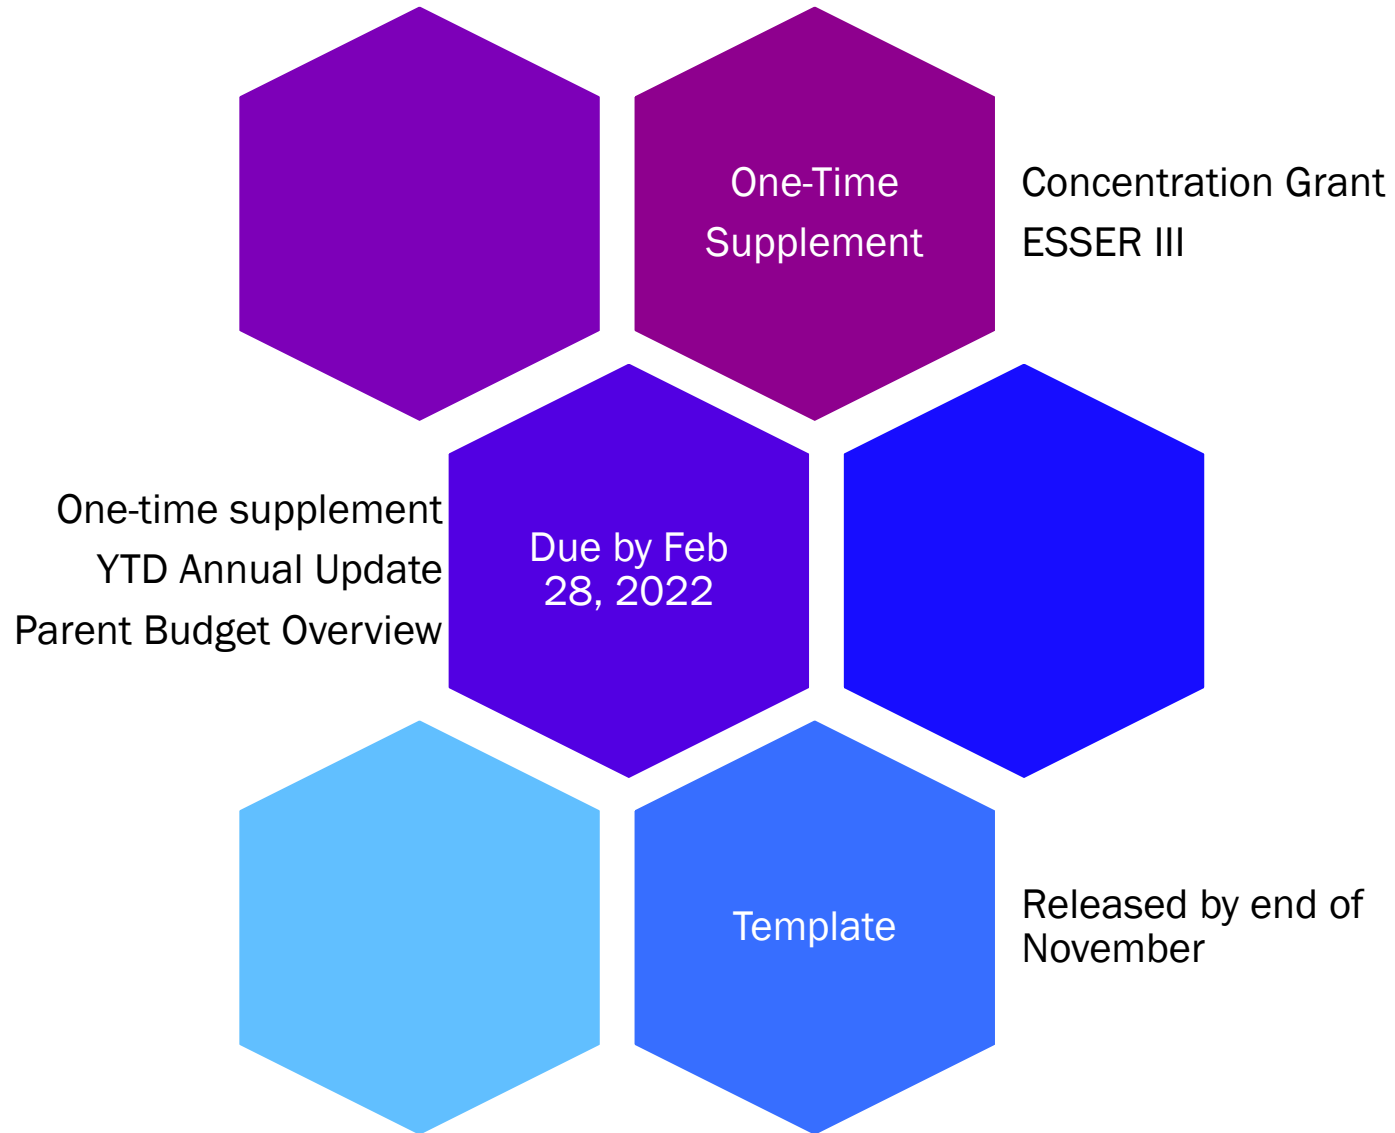 One-Time
Supplement
Concentration Grant
ESSER III
One-time supplement
YTD Annual Update
Parent Budget Overview
Due by Feb
28, 2022
Template
Released by end of
November